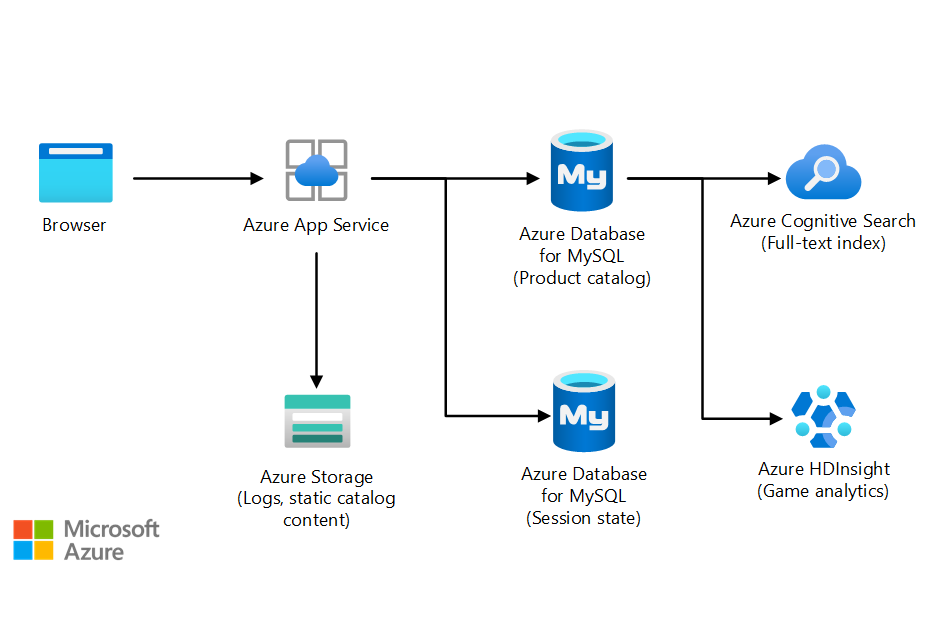 Browser
Azure App Service
My
Azure Database
for MySQL
(Product catalog)
Azure Cognitive Search
(Full-text index)
Azure Storage
(Logs, static catalog
content)
My
Azure Database
for MySQL
(Session state)
Azure HDInsight
(Game analytics)
Microsoft
Azure